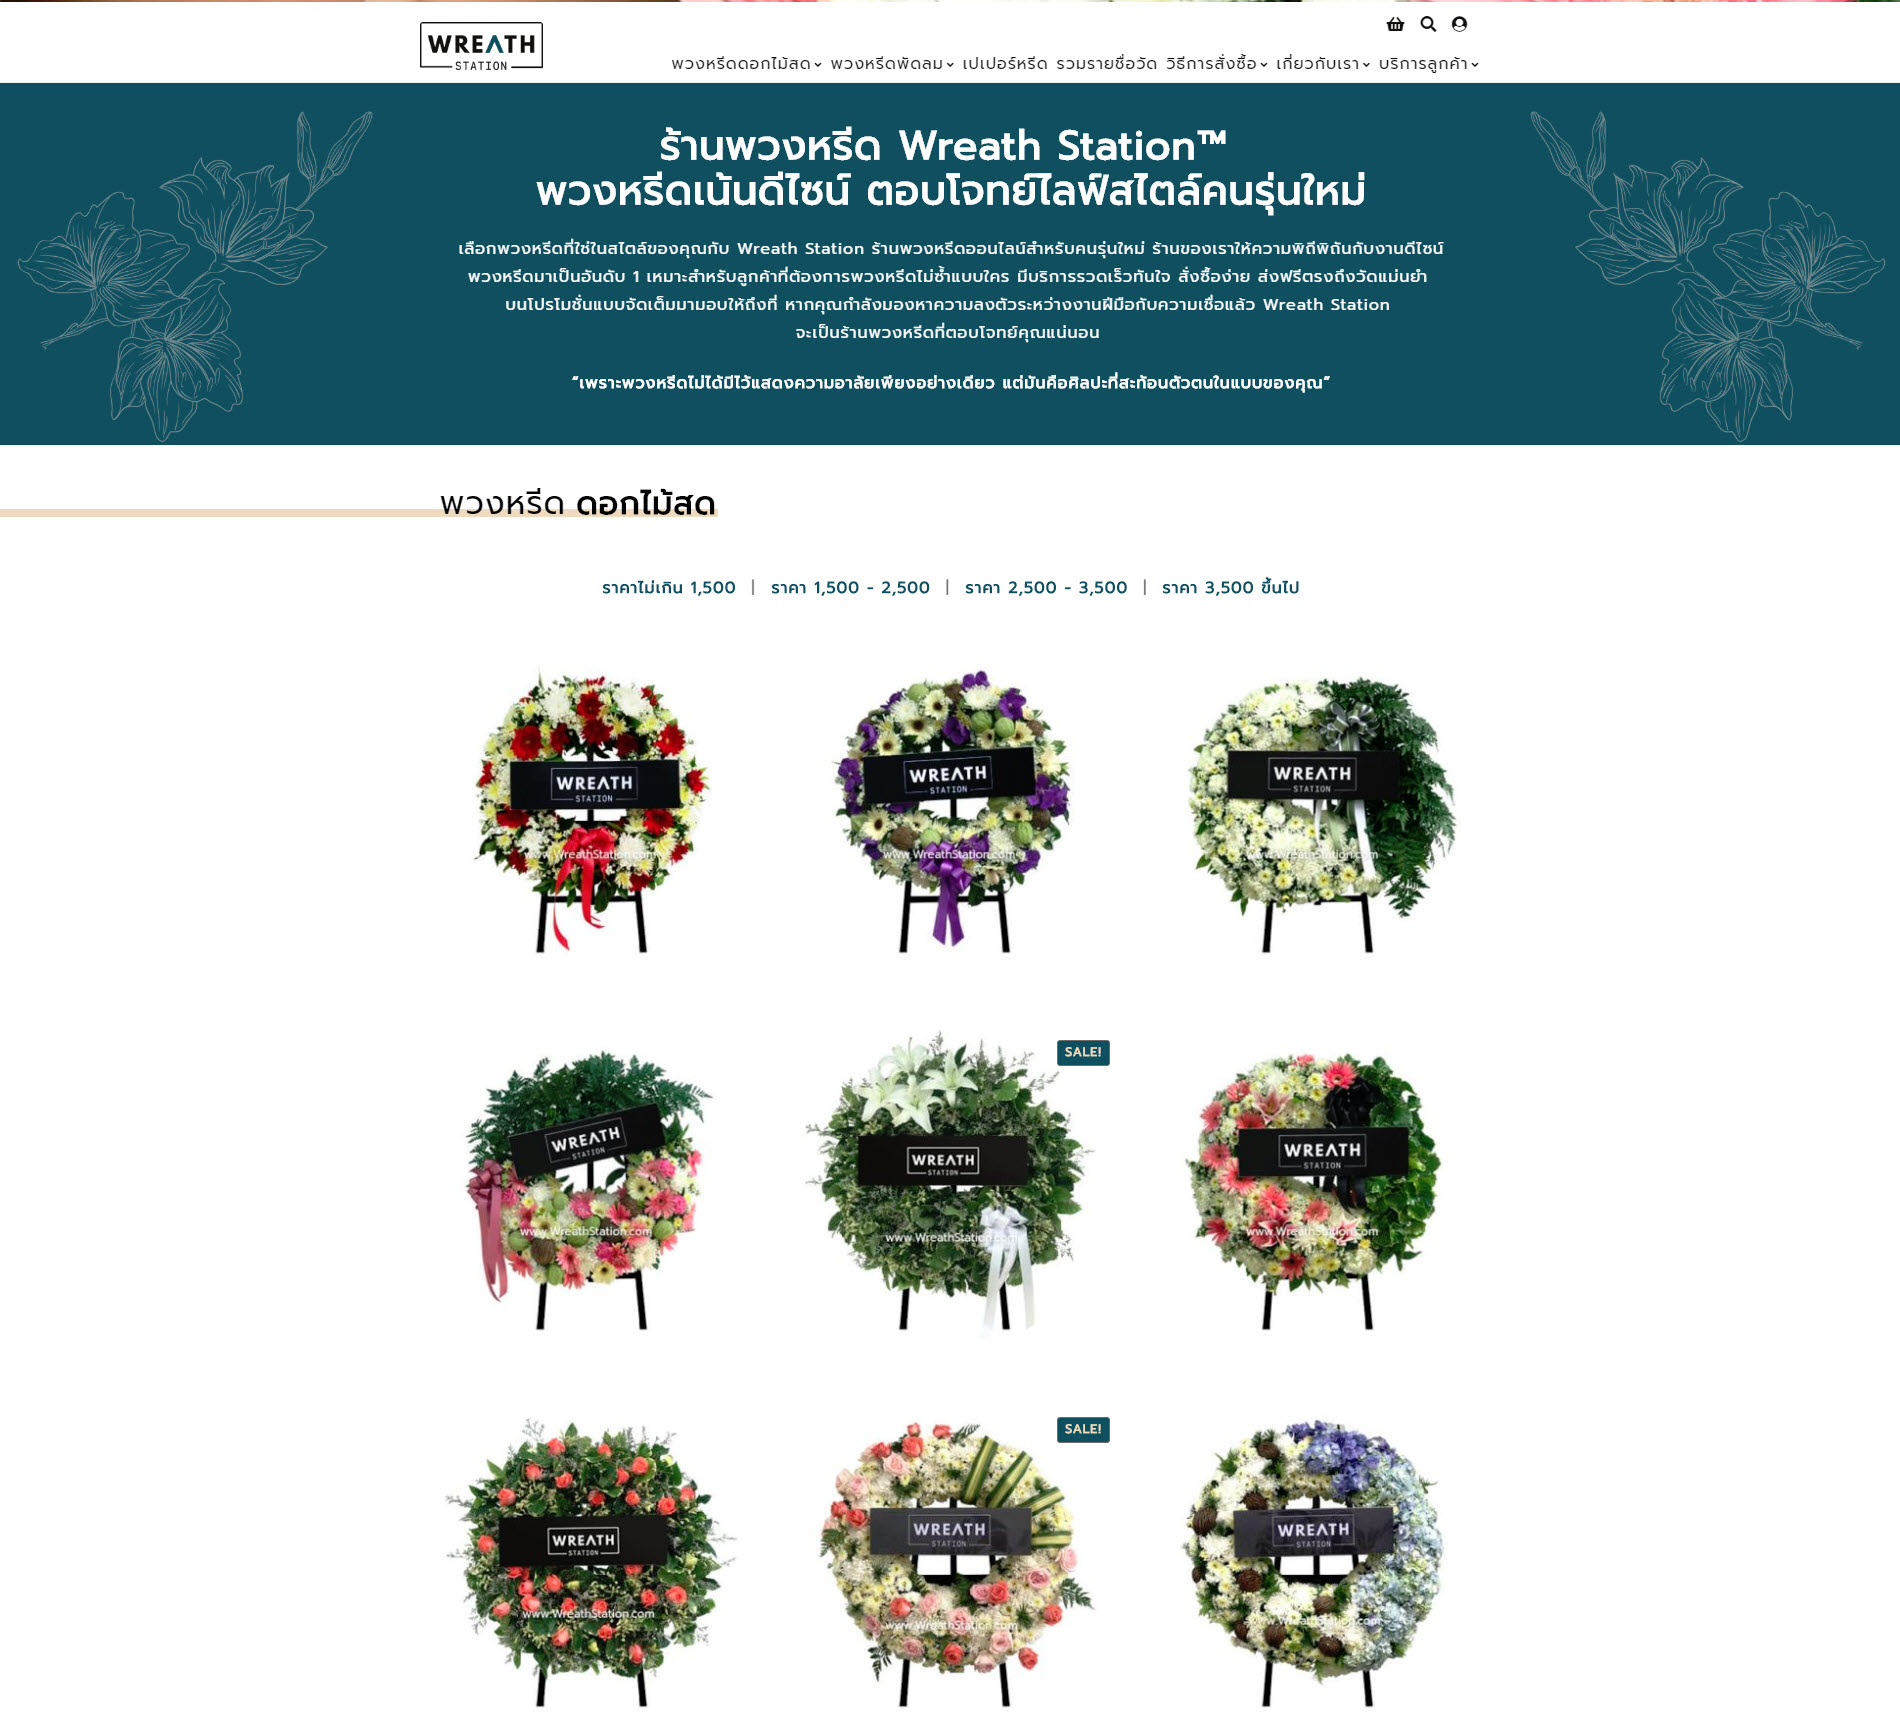 WREATH
STATION
พวงหรีดดอกไม้สด พวงหรีดพัดลม เปเปอร์หรีด รวมรายชื่อวัด วิธีการสั่งซื้อ เกี่ยวกับเรา บริการลูกค้า
ร้านพวงหรีด Wreath Station™
พวงหรีดเน้นดีไซน์ ตอบโจทย์ไลฟ์สไตล์คนรุ่นใหม่
เลือกพวงหรีดที่ใช่ในสไตล์ของคุณกับ Wreath Station ร้านพวงหรีดออนไลน์สำหรับคนรุ่นใหม่ ร้านของเราให้ความพิถีพิถันกับงานดีไซน์
พวงหรีดมาเป็นอันดับ 1 เหมาะสำหรับลูกค้าที่ต้องการพวงหรีดไม่ซ้ำแบบใคร มีบริการรวดเร็วทันใจ สั่งซื้อง่าย ส่งฟรีตรงถึงวัดแม่นยำ
บนโปรโมชั่นแบบจัดเต็มมามอบให้ถึงที่ หากคุณกำลังมองหาความลงตัวระหว่างงานฝีมือกับความเชื่อแล้ว Wreath Station
จะเป็นร้านพวงหรีดที่ตอบโจทย์คุณแน่นอน
“เพราะพวงหรีดไม่ได้มีไว้แสดงความอาลัยเพียงอย่างเดียว แต่มันคือศิลปะที่สะท้อนตัวตนในแบบของคุณ”
พวงหรีด ดอกไม้สด
ราคาไม่เกิน 1,500 | ราคา 1,500 - 2,500 | ราคา 2,500 - 3,500 | ราคา 3,500 ขึ้นไป
WREATH
STATION
www.WreathStation.com
WREATH
STATION
www.WreathStation.com
WREATH
STATION
www.WreathStation.com
WREATH
STATION
www.WreathStation.com
SALE!
WREATH
STATION
www.WreathStation.com
WREATH
STATION
www.WreathStation.com
WREATH
STATION
www.WreathStation.com
SALE!
WREATH
STATION
www.WreathStation.com
WREATH
STATION
www.WreathStation.com